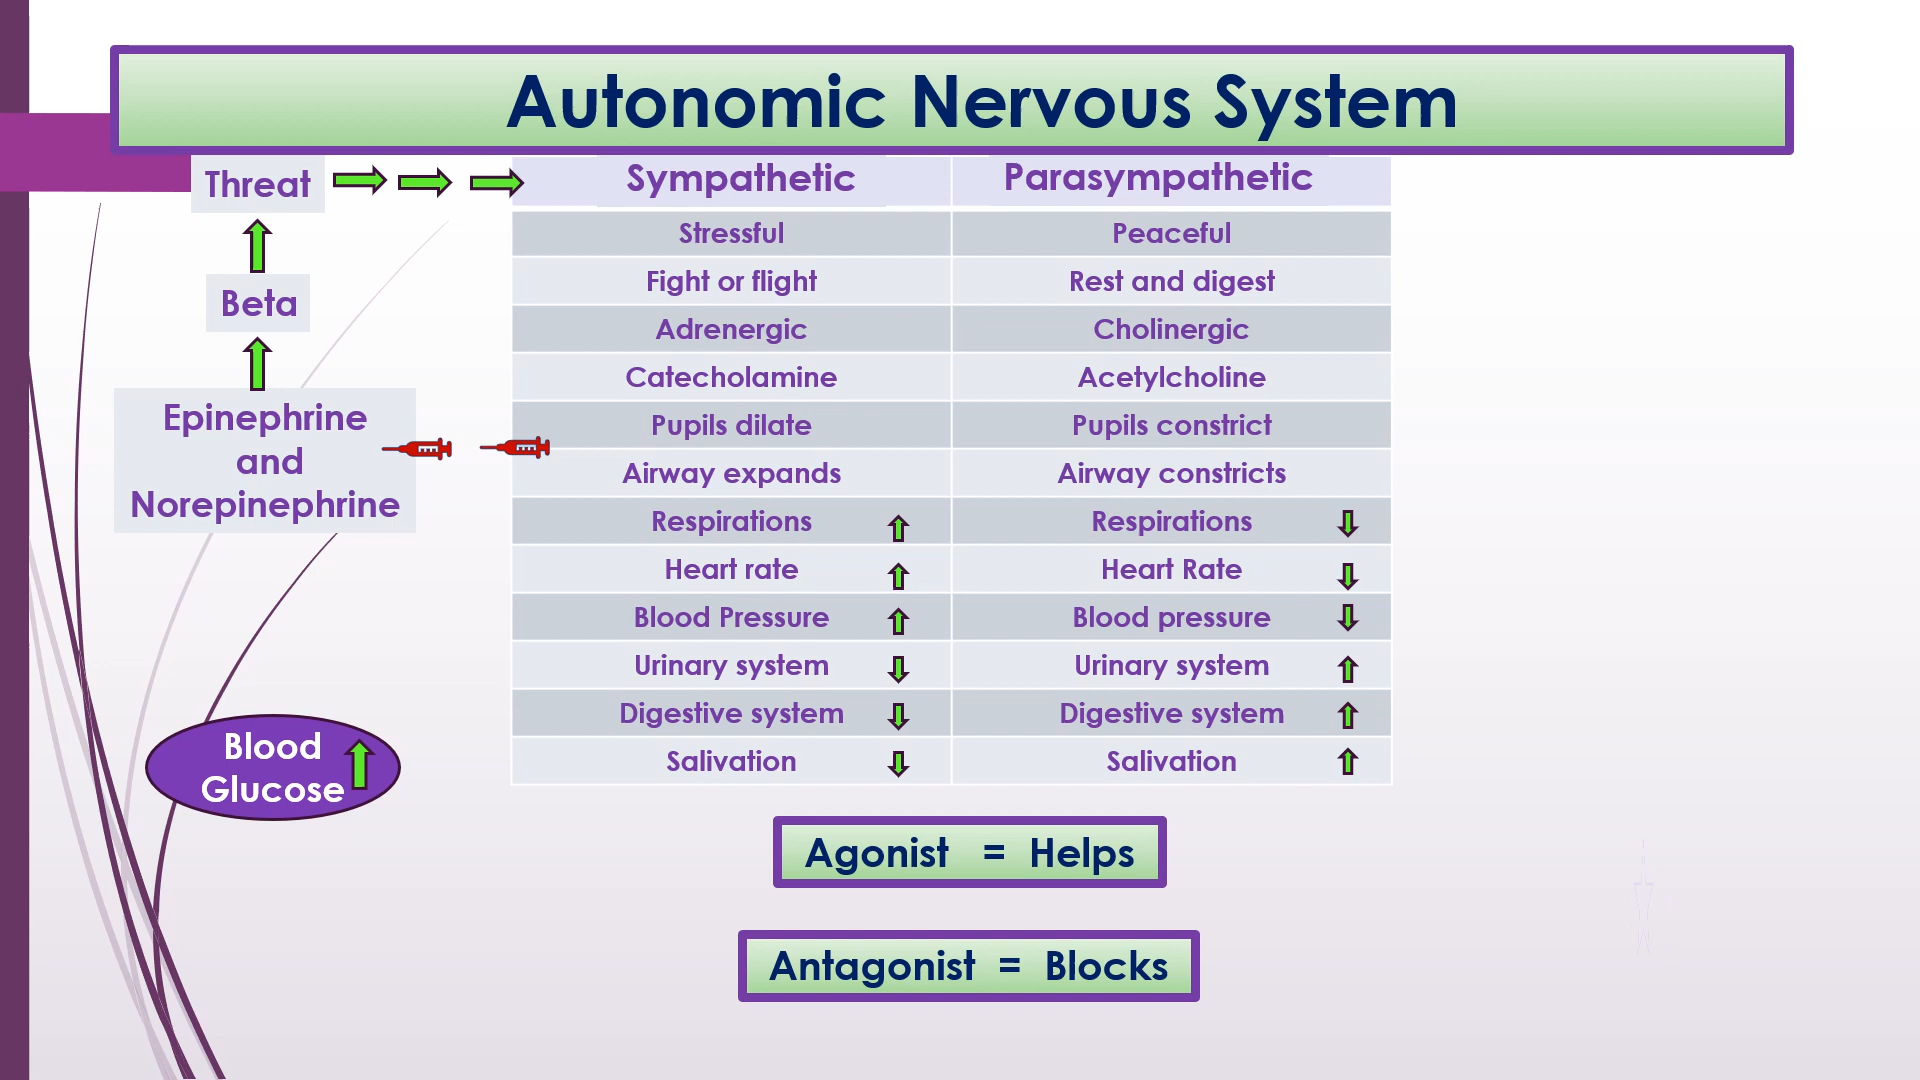 Autonomic Nervous System
Threat
Beta
Epinephrine
and
Norepinephrine
Blood
Glucose
Sympathetic Parasympathetic
Stressful Peaceful
Fight or flight Rest and digest
Adrenergic Cholinergic
Catecholamine Acetylcholine
Pupils dilate Pupils constrict
Airway expands Airway constricts
Respirations Respirations
Heart rate Heart Rate
Blood Pressure Blood pressure
Urinary system Urinary system
Digestive system Digestive system
Salivation Salivation
Agonist = Helps
Antagonist = Blocks